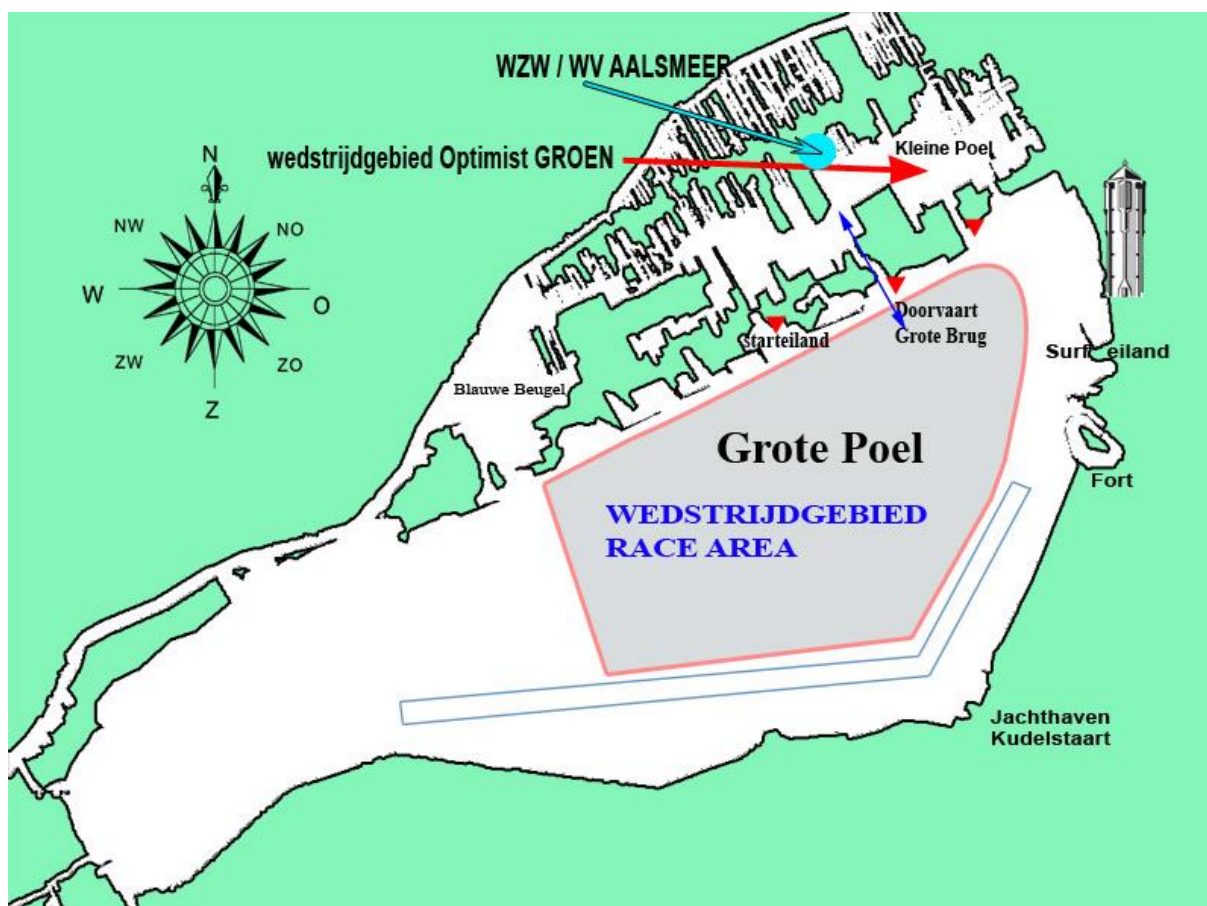 WZW / WV AALSMEER
wedstrijdgebied Optimist GROEN
Kleine Poel
N
NW
NO
W
O
ZW
ZO
Z
Doorvaart
Grote Brug
starteiland
Surf eiland
Blauwe Beugel
Grote Poel
Fort
WEDSTRIJDGEBIED
RACE AREA
Jachthaven
Kudelstaart